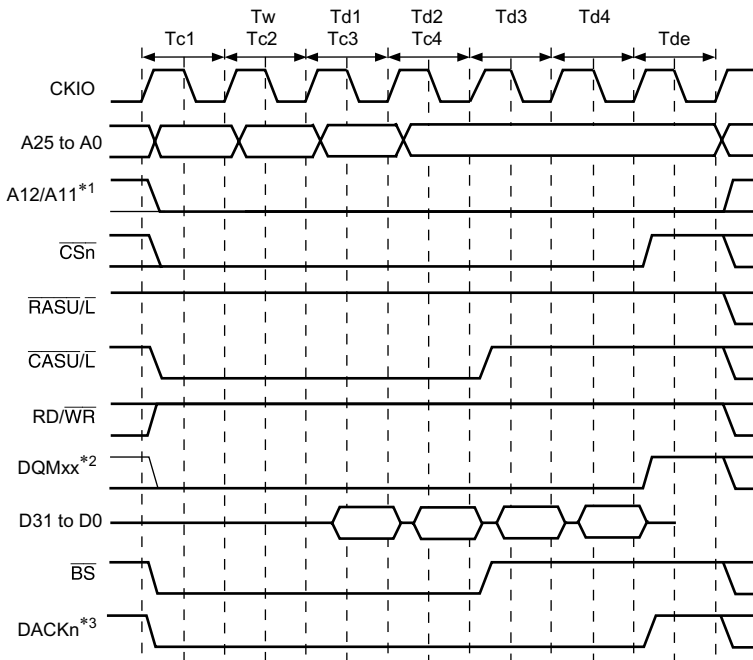 Tw Td1 Td2 Td3 Td4
Tc1 Tc2 Tc3 Tc4 Tde
CKIO
A25 to A0
A12/A11*1
CSn
RASU/L
CASU/L
RD/WR
DQMxx*2
D31 to D0
BS
DACKn*3